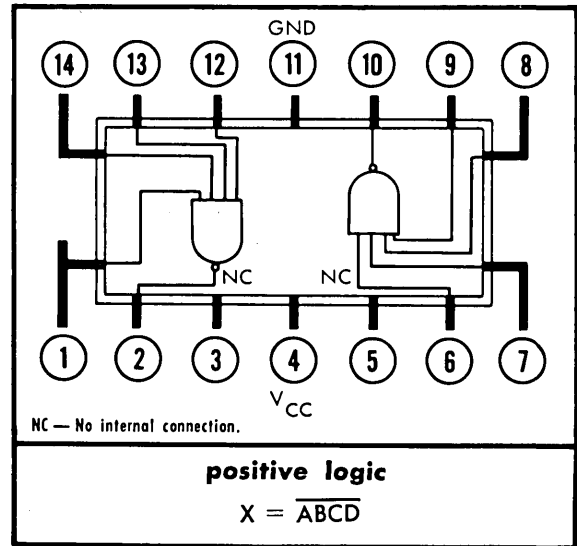 GND
14 13 12 11 10 9 8
NC NC
1 2 3 4 5 6 7
VCC
NC — No internal connection.
positive logic
X = \overline{ABCD}